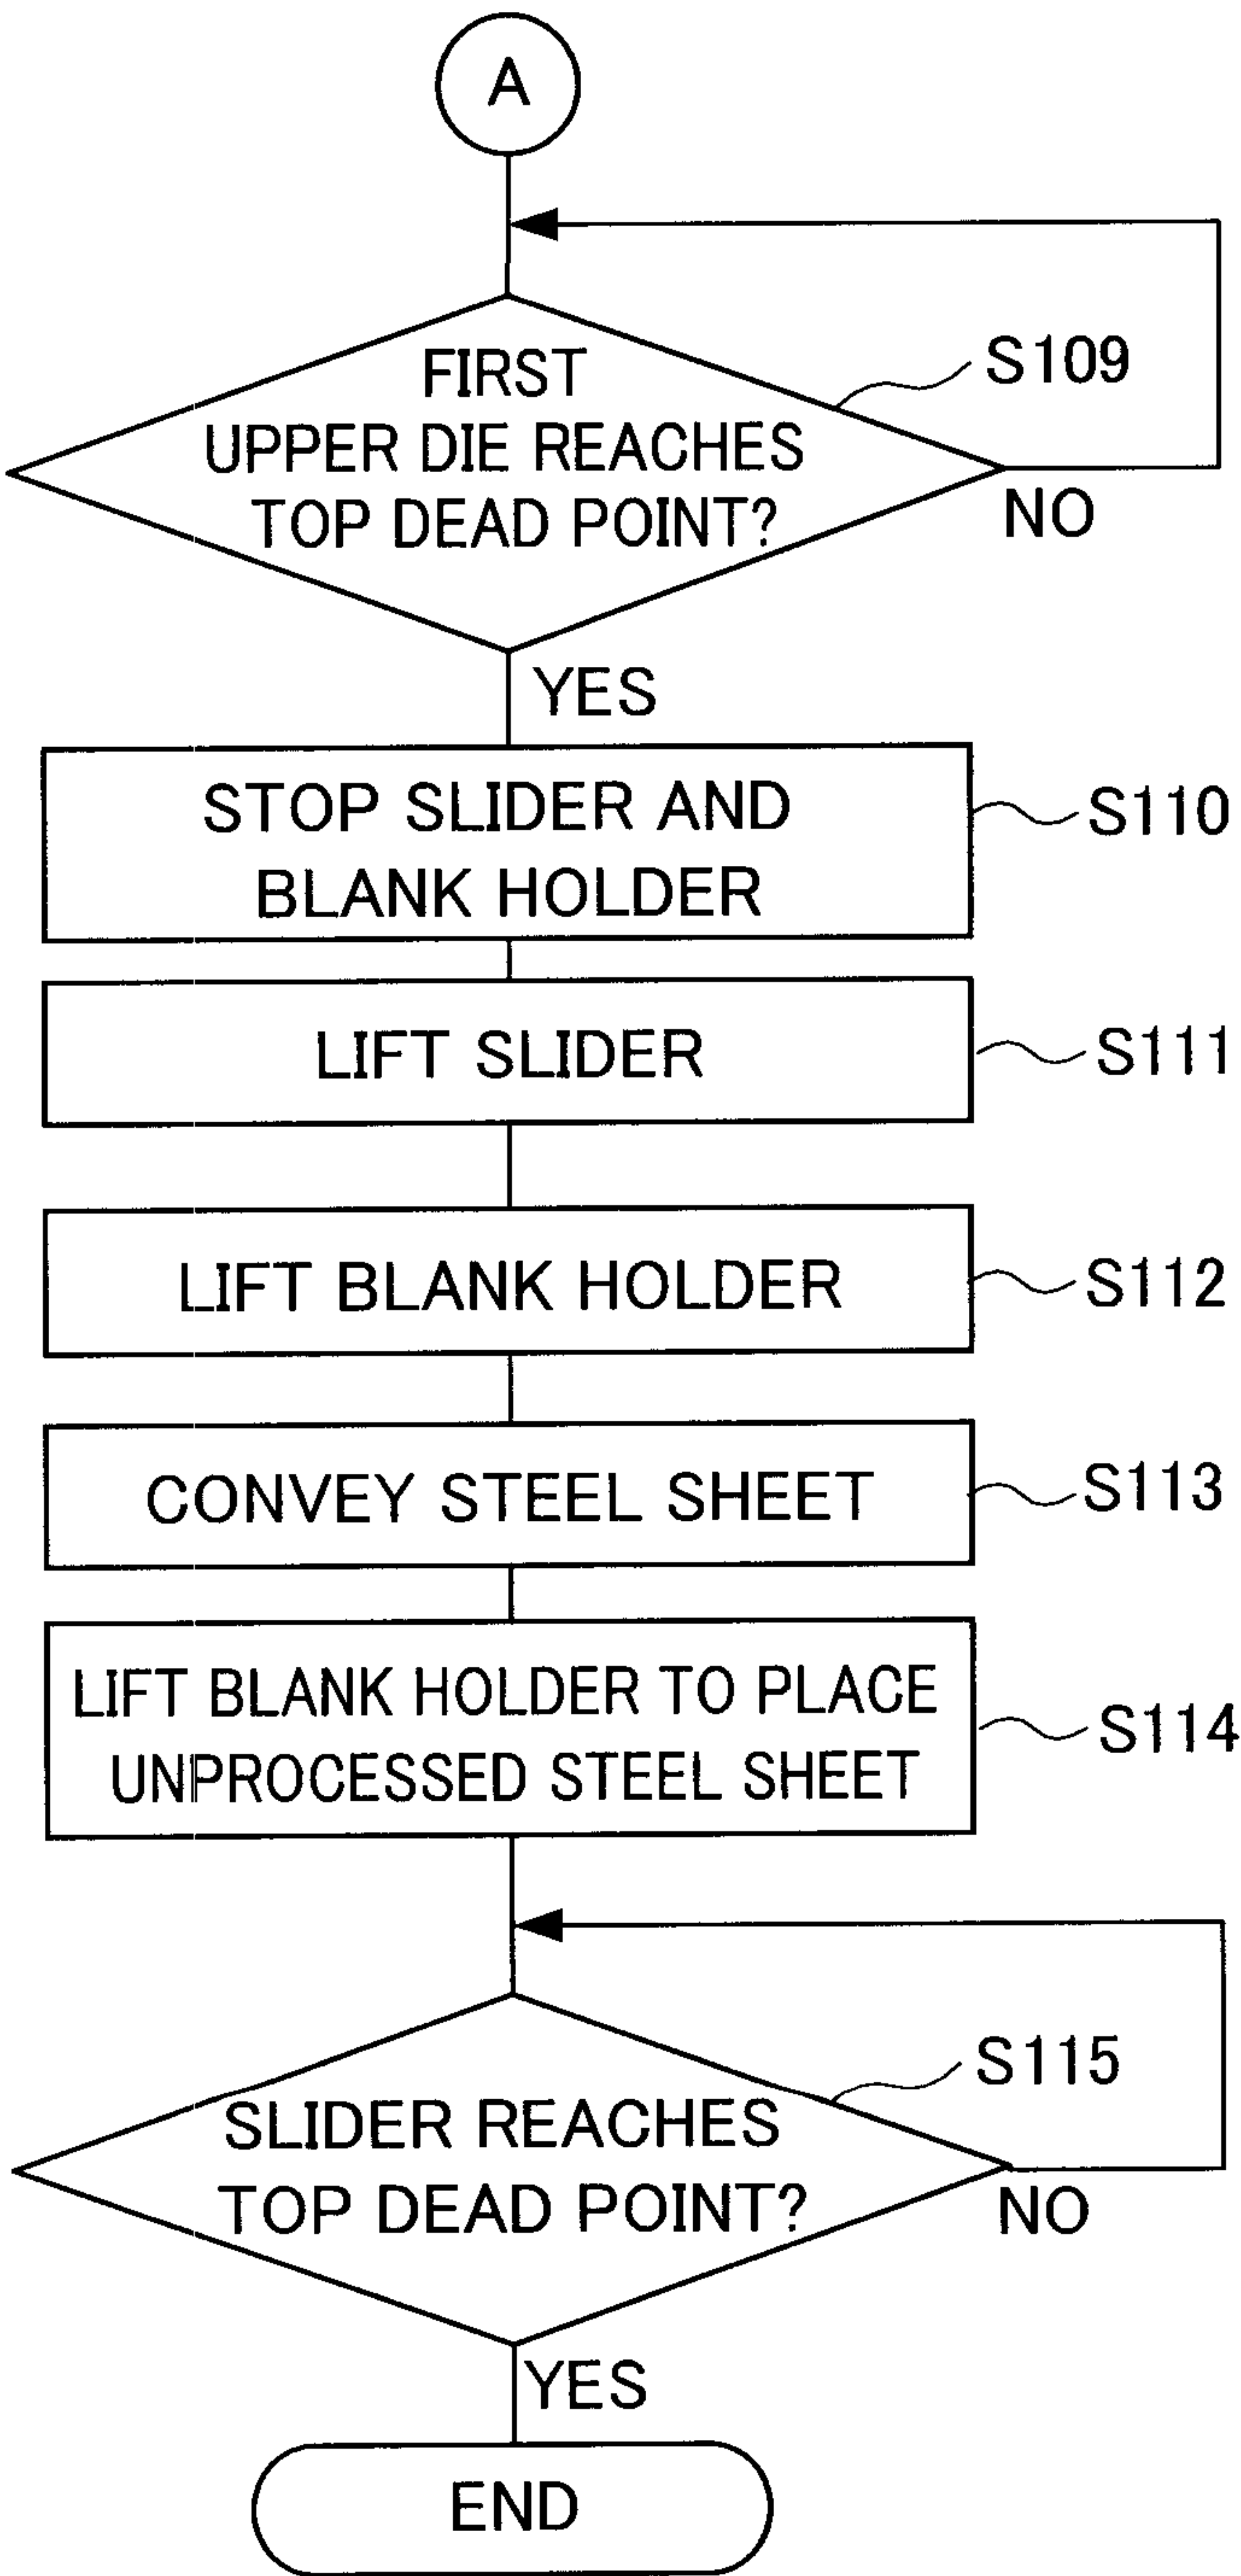 A
FIRST
UPPER DIE REACHES
TOP DEAD POINT?
S109
NO
YES
STOP SLIDER AND
BLANK HOLDER
S110
LIFT SLIDER
S111
LIFT BLANK HOLDER
S112
CONVEY STEEL SHEET
S113
LIFT BLANK HOLDER TO PLACE
UNPROCESSED STEEL SHEET
S114
SLIDER REACHES
TOP DEAD POINT?
S115
NO
YES
END